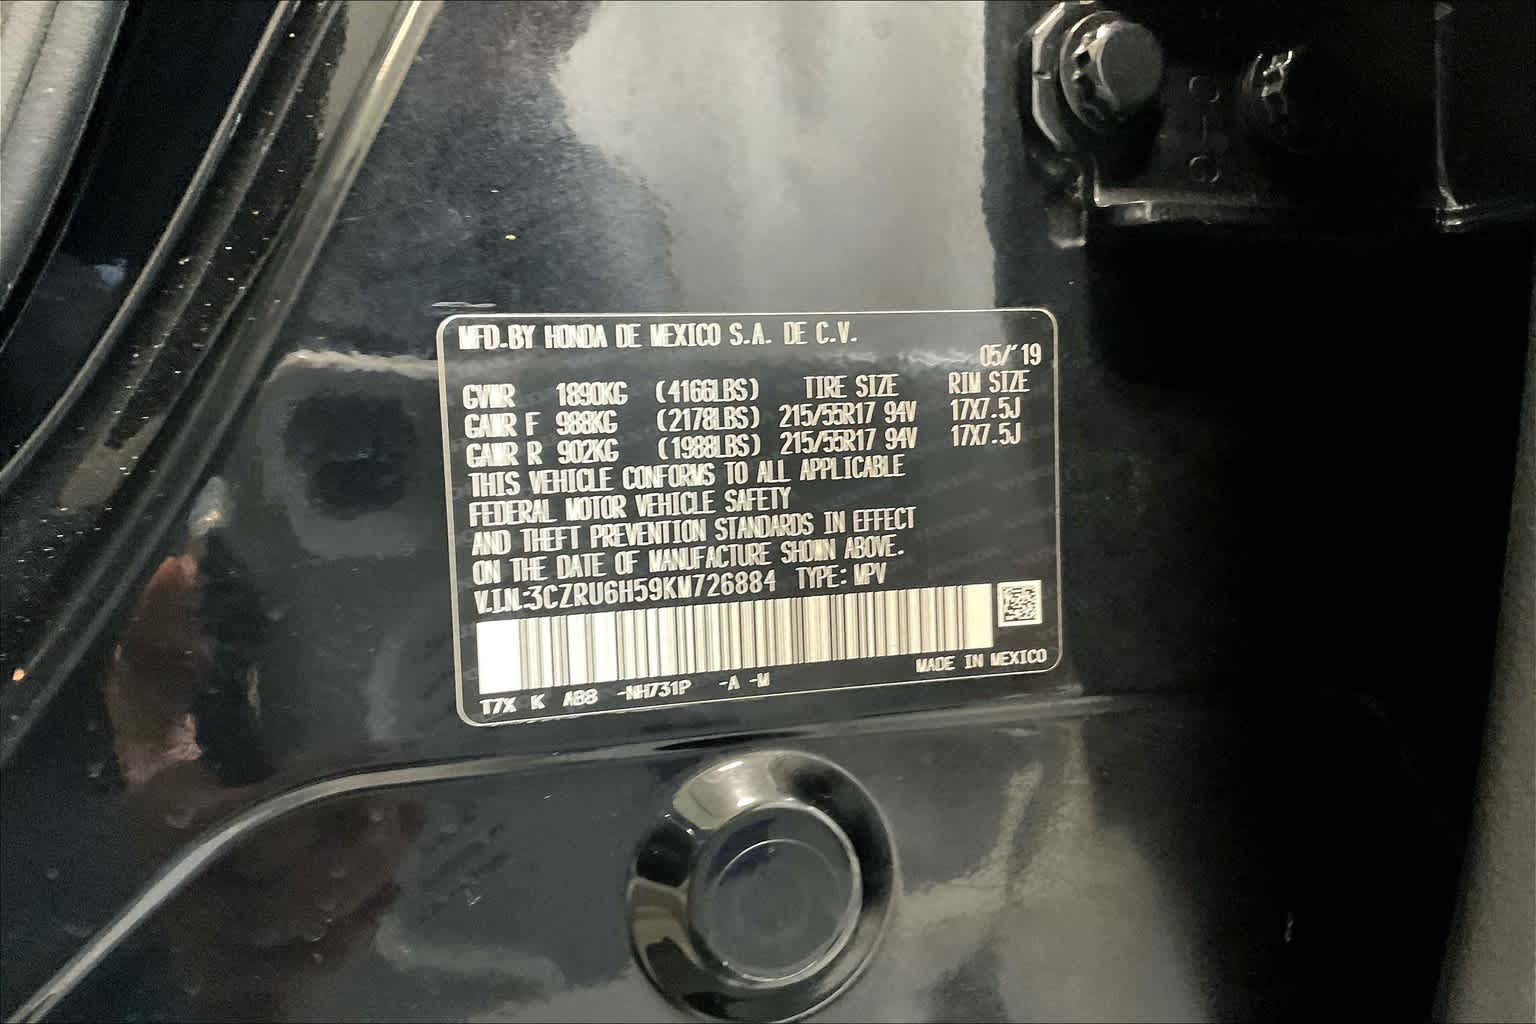 MFD.BY HONDA DE MEXICO S.A. DE C.V.
05/'19
GVWR 1890KG (4166LBS) TIRE SIZE RIM SIZE
GAWR F 988KG (2178LBS) 215/55R17 94V 17X7.5J
GAWR R 902KG (1988LBS) 215/55R17 94V 17X7.5J
THIS VEHICLE CONFORMS TO ALL APPLICABLE
FEDERAL MOTOR VEHICLE SAFETY
AND THEFT PREVENTION STANDARDS IN EFFECT
ON THE DATE OF MANUFACTURE SHOWN ABOVE.
V.I.N.:3CZRU6H59KM726884 TYPE: MPV
MADE IN MEXICO
T7X K AB8 -NH731P -A -M